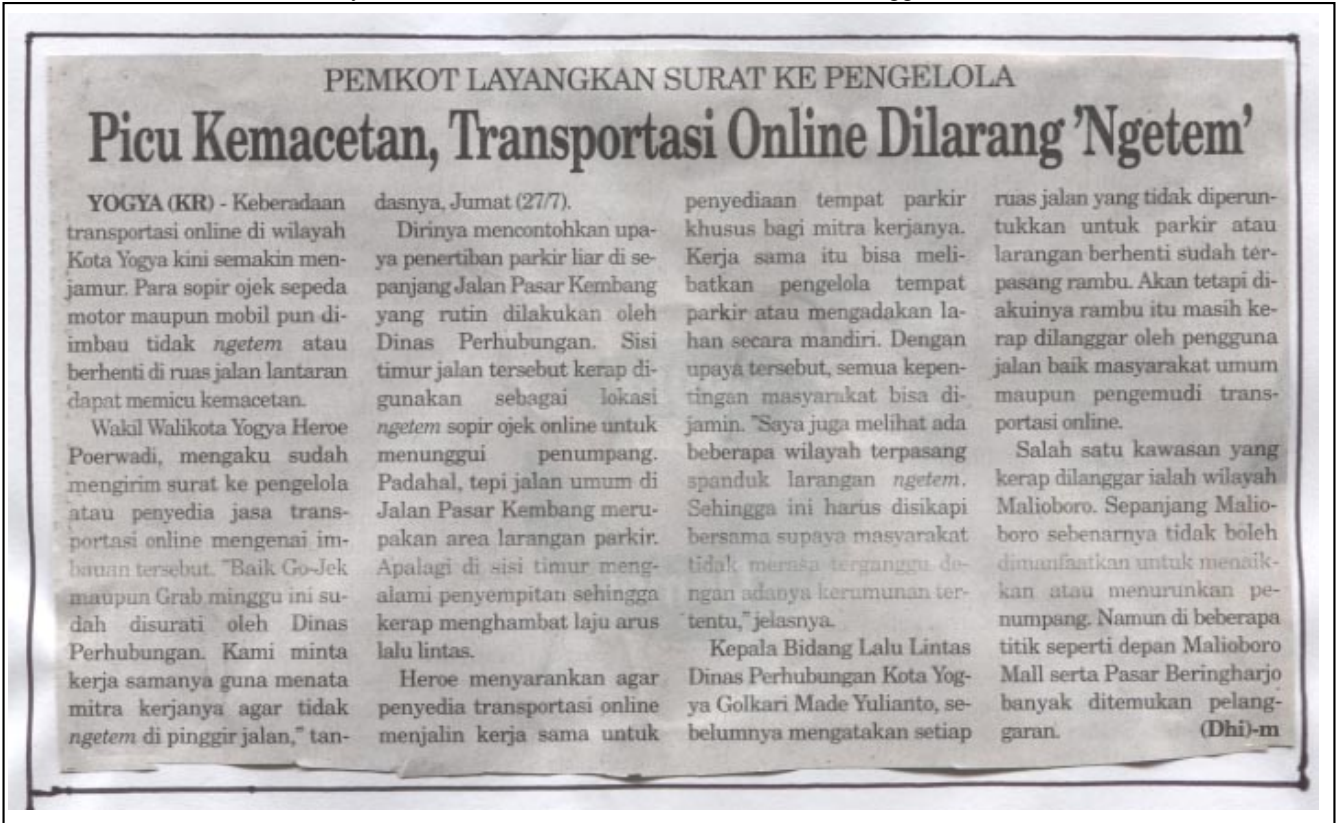 PEMKOT LAYANGKAN SURAT KE PENGELOLA
Picu Kemacetan, Transportasi Online Dilarang 'Ngetem'
YOGYA (KR) - Keberadaan
transportasi online di wilayah
Kota Yogya kini semakin men-
jamur. Para sopir ojek sepeda
motor maupun mobil pun di-
imbau tidak ngetem atau
berhenti di ruas jalan lantaran
dapat memicu kemacetan.
Wakil Walikota Yogya Heroe
Poerwadi, mengaku sudah
mengirim surat ke pengelola
atau penyedia jasa trans-
portasi online mengenai im-
bauan tersebut. "Baik Go-Jek
maupun Grab minggu ini su-
dah disurati oleh Dinas
Perhubungan. Kami minta
kerja samanya guna menata
mitra kerjanya agar tidak
ngetem di pinggir jalan," tan-
dasnya, Jumat (27/7).
Dirinya mencontohkan upa-
ya penertiban parkir liar di se-
panjang Jalan Pasar Kembang
yang rutin dilakukan oleh
Dinas Perhubungan. Sisi
timur jalan tersebut kerap di-
gunakan sebagai lokasi
ngetem sopir ojek online untuk
menunggui penumpang.
Padahal, tepi jalan umum di
Jalan Pasar Kembang meru-
pakan area larangan parkir.
Apalagi di sisi timur meng-
alami penyempitan sehingga
kerap menghambat laju arus
lalu lintas.
Heroe menyarankan agar
penyedia transportasi online
menjalin kerja sama untuk
penyediaan tempat parkir
khusus bagi mitra kerjanya.
Kerja sama itu bisa meli-
batkan pengelola tempat
parkir atau mengadakan la-
han secara mandiri. Dengan
upaya tersebut, semua kepen-
tingan masyarakat bisa di-
jamin. "Saya juga melihat ada
beberapa wilayah terpasang
spanduk larangan ngetem.
Sehingga ini harus disikapi
bersama supaya masyarakat
tidak merasa terganggu de-
ngan adanya kerumunan ter-
tentu," jelasnya.
Kepala Bidang Lalu Lintas
Dinas Perhubungan Kota Yog-
ya Golkari Made Yulianto, se-
belumnya mengatakan setiap
ruas jalan yang tidak diperun-
tukkan untuk parkir atau
larangan berhenti sudah ter-
pasang rambu. Akan tetapi di-
akuinya rambu itu masih ke-
rap dilanggar oleh pengguna
jalan baik masyarakat umum
maupun pengemudi trans-
portasi online.
Salah satu kawasan yang
kerap dilanggar ialah wilayah
Malioboro. Sepanjang Malio-
boro sebenarnya tidak boleh
dimanfaatkan untuk menaik-
kan atau menurunkan pe-
numpang. Namun di beberapa
titik seperti depan Malioboro
Mall serta Pasar Beringharjo
banyak ditemukan pelang-
garan. (Dhi)-m